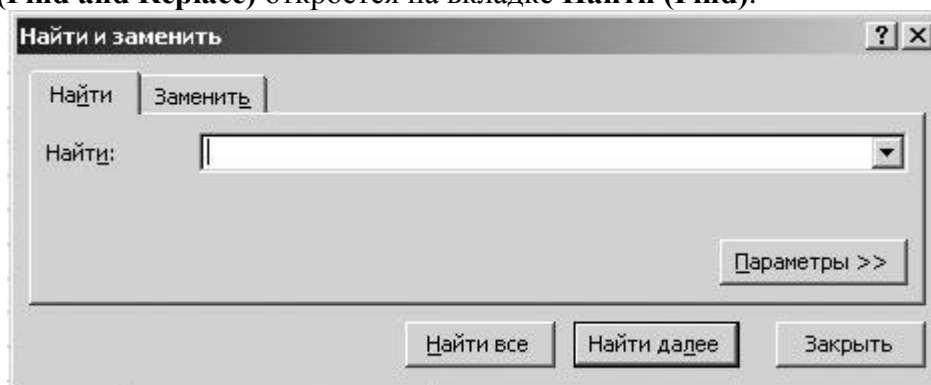 (Find and Replace) откроется на вкладке Найти (Find).
Найти и заменить
Найти Заменить
Найти:
Параметры >>
Найти все Найти далее Закрыть